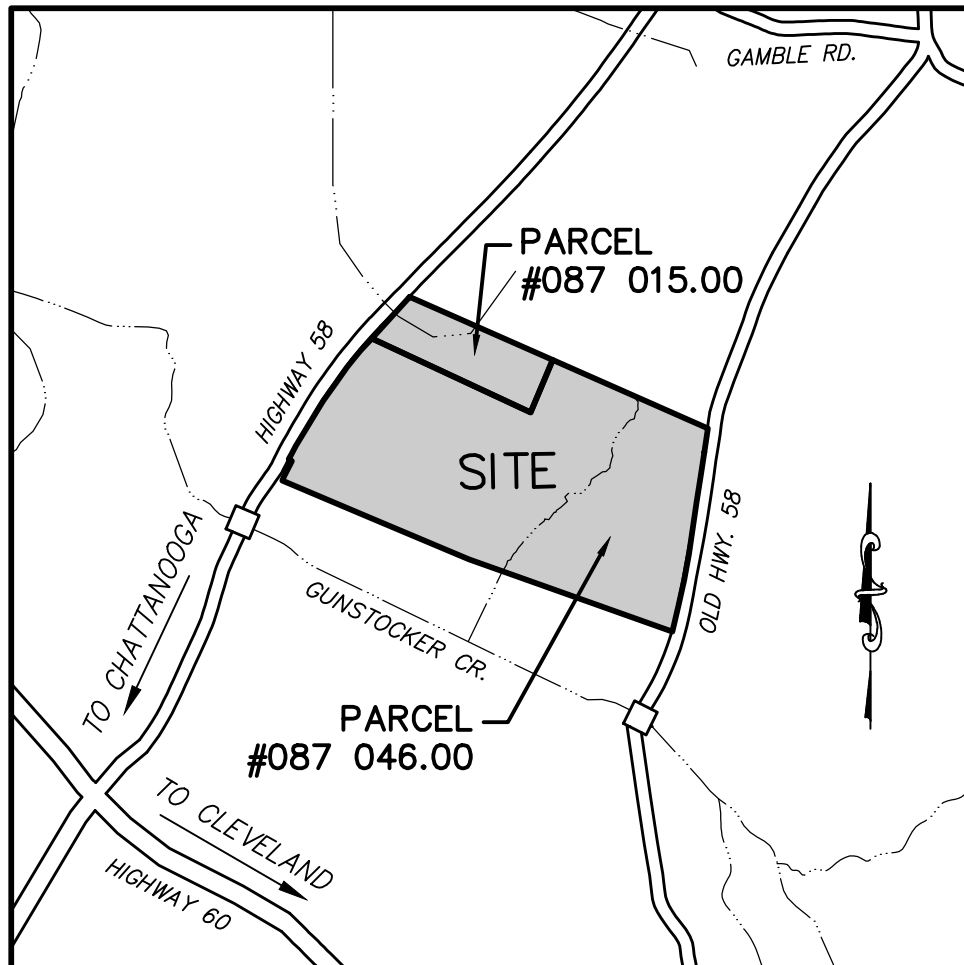 GAMBLE RD.
PARCEL
#087 015.00
HIGHWAY 58
SITE
OLD HWY. 58
TO CHATTANOOGA
GUNSTOCKER CR.
PARCEL
#087 046.00
TO CLEVELAND
HIGHWAY 60